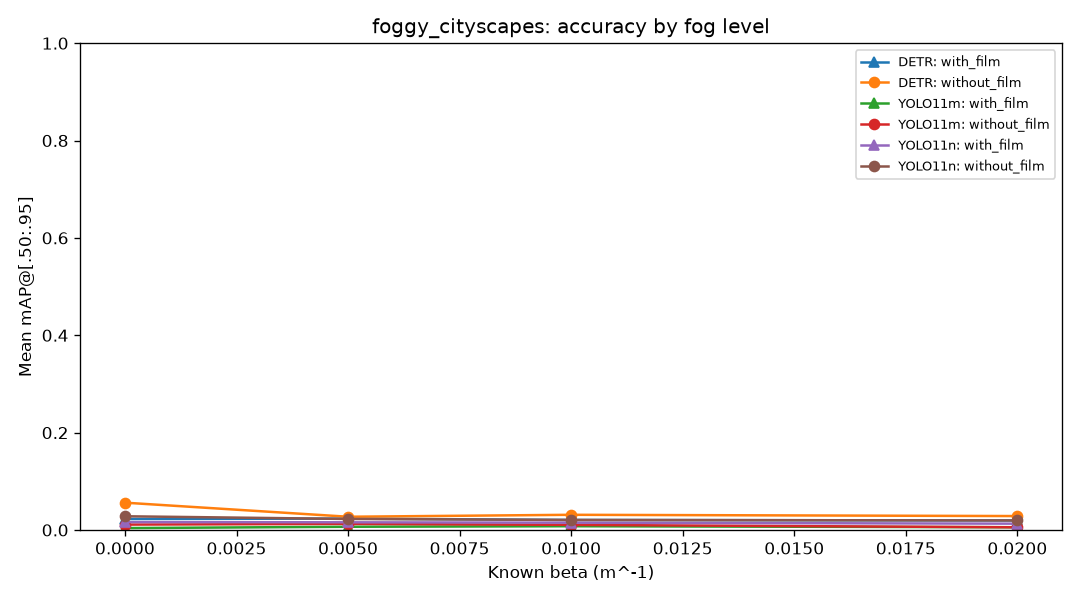 foggy_cityscapes: accuracy by fog level
1.0
0.8
0.6
0.4
0.2
0.0
Mean mAP@[.50:.95]
DETR: with_film
DETR: without_film
YOLO11m: with_film
YOLO11m: without_film
YOLO11n: with_film
YOLO11n: without_film
0.0000 0.0025 0.0050 0.0075 0.0100 0.0125 0.0150 0.0175 0.0200
Known beta (m^-1)